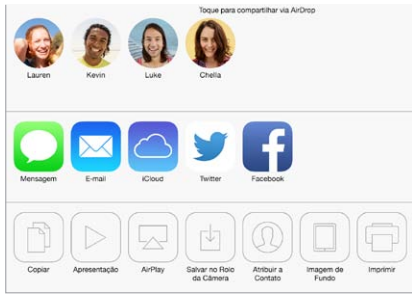 Toque para compartilhar via AirDrop
Lauren Kevin Luke Chella
Mensagem E-mail iCloud Twitter Facebook
Copiar Apresentação AirPlay Salvar no Rolo Atribuir a Imagem de Imprimir
da Câmera Contato Fundo